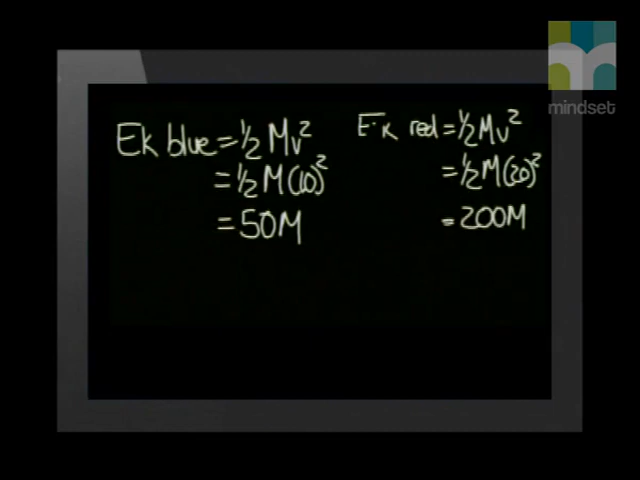 mindset
Ek blue = ½ Mv²
= ½ M(10)²
= 50M
Ek red = ½ Mv²
= ½ M(20)²
= 200M